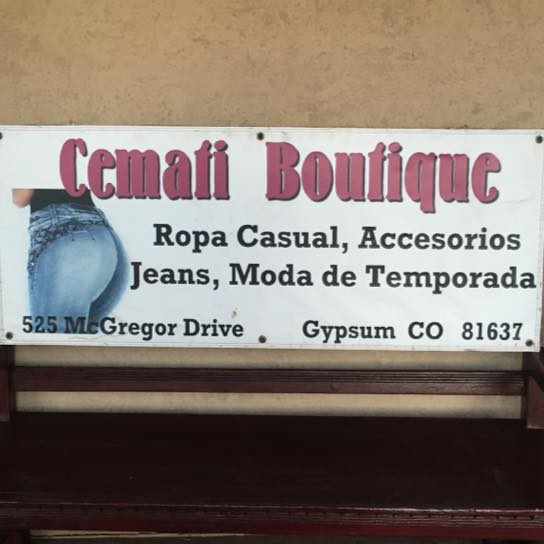 Cemati Boutique
Ropa Casual, Accesorios
Jeans, Moda de Temporada
525 McGregor Drive Gypsum CO 81637